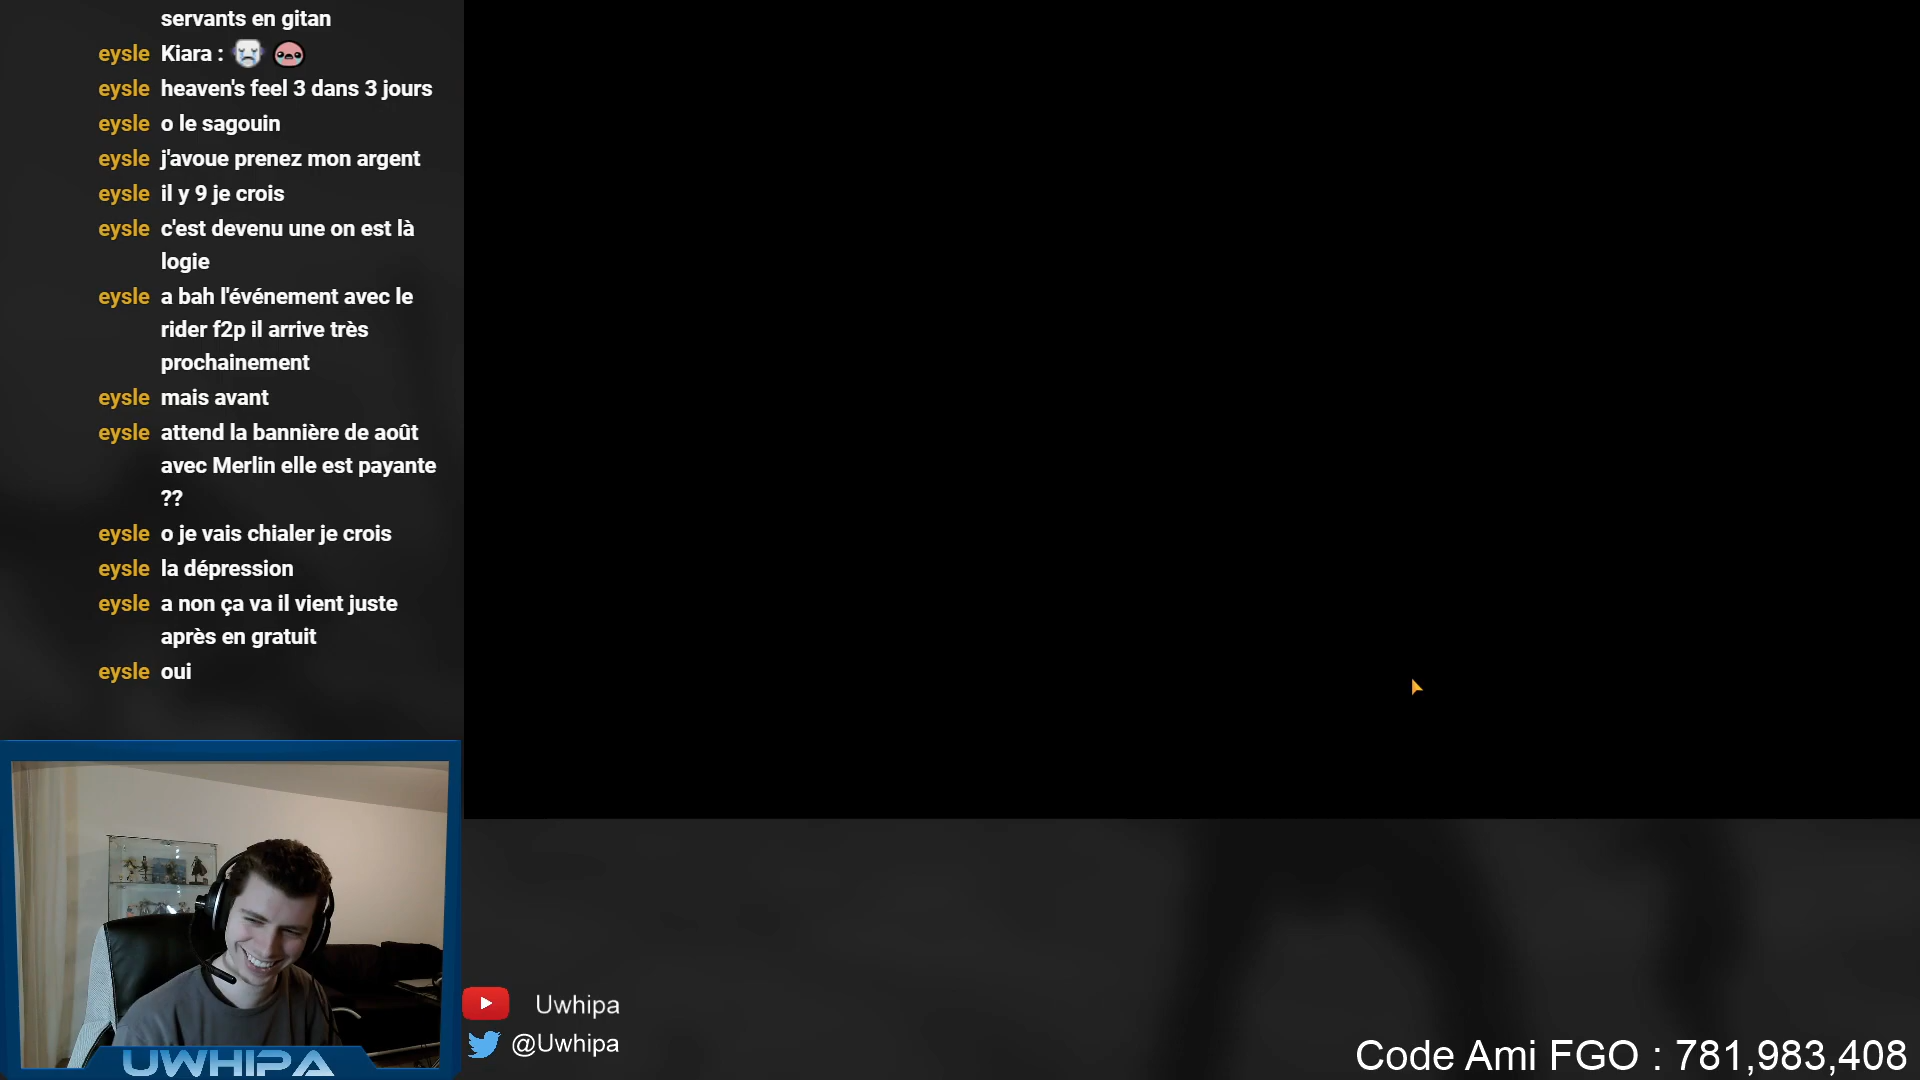 servants en gitan
eysle Kiara :
eysle heaven's feel 3 dans 3 jours
eysle o le sagouin
eysle j'avoue prenez mon argent
eysle il y 9 je crois
eysle c'est devenu une on est là
logie
eysle a bah l'événement avec le
rider f2p il arrive très
prochainement
eysle mais avant
eysle attend la bannière de août
avec Merlin elle est payante
??
eysle o je vais chialer je crois
eysle la dépression
eysle a non ça va il vient juste
après en gratuit
eysle oui
UWHIPA
Uwhipa
@Uwhipa
Code Ami FGO : 781,983,408